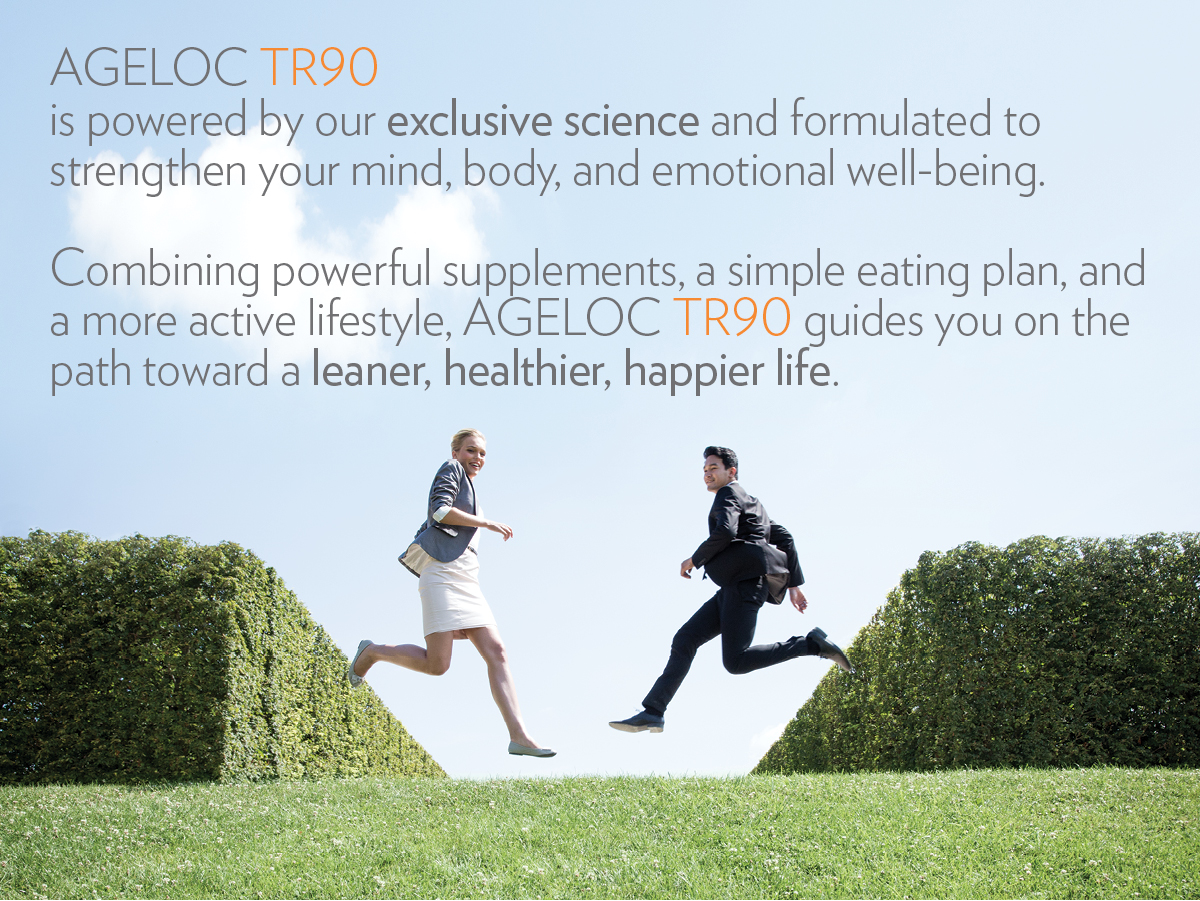 AGELOC TR90
is powered by our exclusive science and formulated to
strengthen your mind, body, and emotional well-being.
Combining powerful supplements, a simple eating plan, and
a more active lifestyle, AGELOC TR90 guides you on the
path toward a leaner, healthier, happier life.